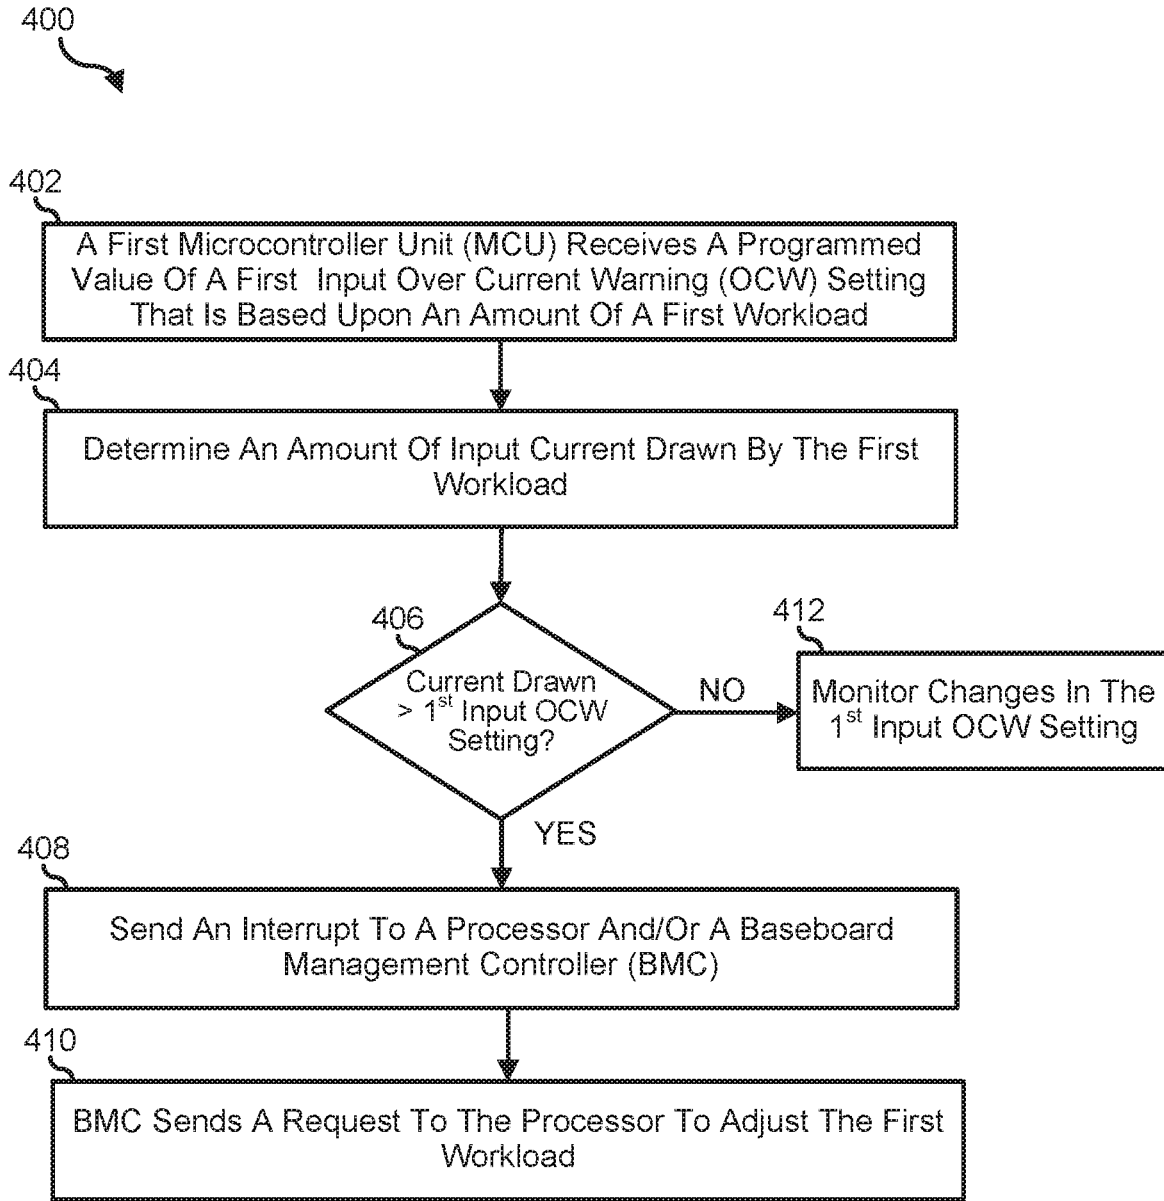 400
402
A First Microcontroller Unit (MCU) Receives A Programmed
Value Of A First Input Over Current Warning (OCW) Setting
That Is Based Upon An Amount Of A First Workload
404
Determine An Amount Of Input Current Drawn By The First
Workload
406
Current Drawn
> 1st Input OCW
Setting?
NO
412
Monitor Changes In The
1st Input OCW Setting
YES
408
Send An Interrupt To A Processor And/Or A Baseboard
Management Controller (BMC)
410
BMC Sends A Request To The Processor To Adjust The First
Workload